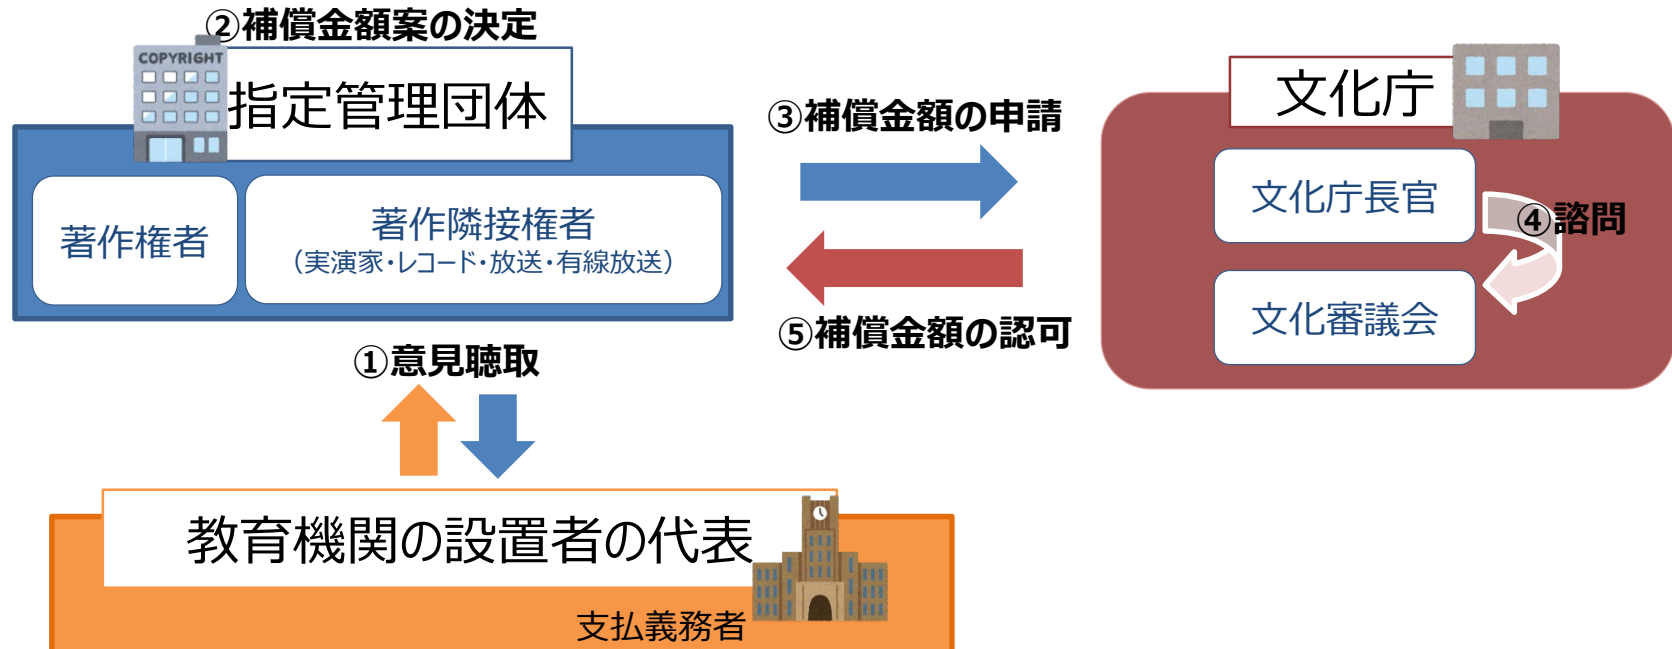 ②補償金額案の決定
COPYRIGHT
指定管理団体
著作権者
著作隣接権者
（実演家・レコード・放送・有線放送）
③補償金額の申請
⑤補償金額の認可
文化庁
文化庁長官
④諮問
文化審議会
①意見聴取
教育機関の設置者の代表
支払義務者